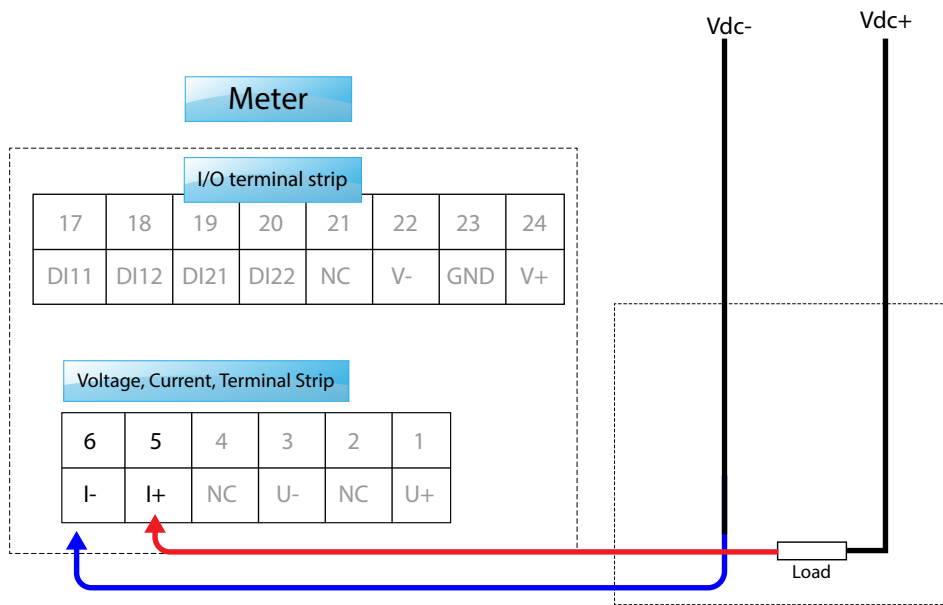 Vdc-
Vdc+
Meter
I/O terminal strip
17 18 19 20 21 22 23 24
DI11 DI12 DI21 DI22 NC V- GND V+
Voltage, Current, Terminal Strip
6 5 4 3 2 1
I- I+ NC U- NC U+
Load